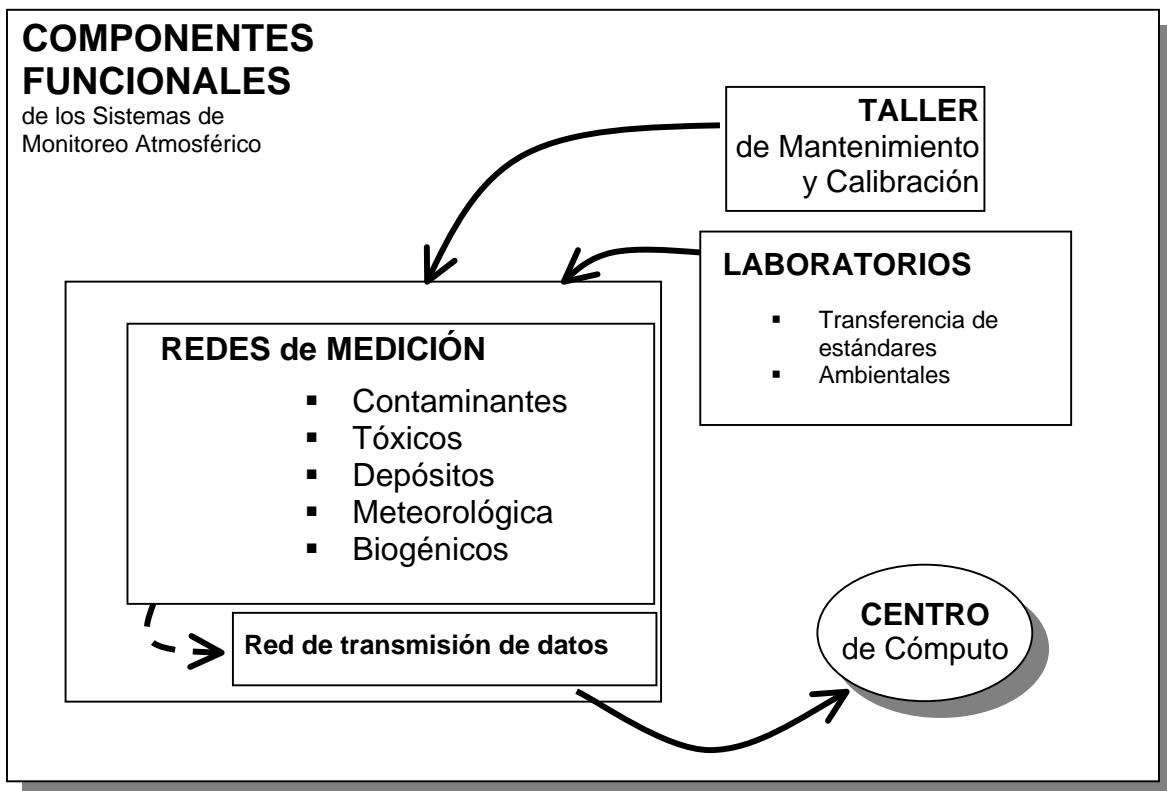 COMPONENTES
FUNCIONALES
de los Sistemas de
Monitoreo Atmosférico
TALLER
de Mantenimiento
y Calibración
LABORATORIOS
▪ Transferencia de
estándares
▪ Ambientales
REDES de MEDICIÓN
▪ Contaminantes
▪ Tóxicos
▪ Depósitos
▪ Meteorológica
▪ Biogénicos
Red de transmisión de datos
CENTRO
de Cómputo